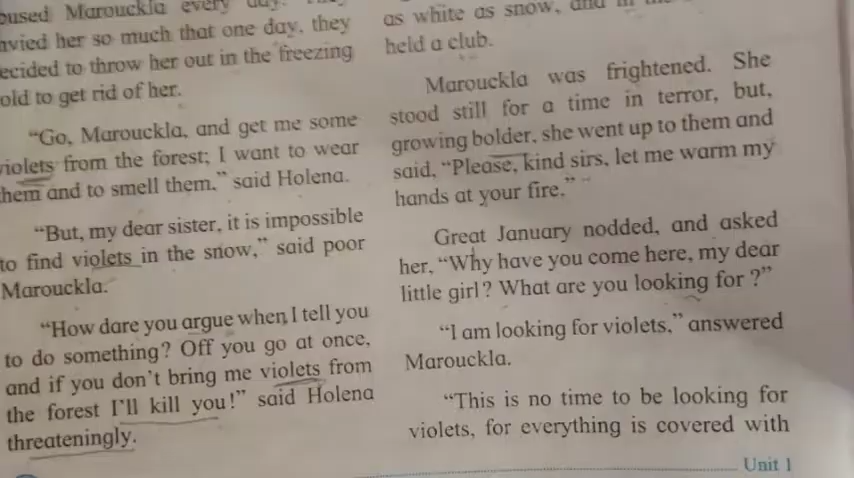 Marouckla every
her so much that one day, they
to throw her out in the freezing
to get rid of her.
"Go, Marouckla, and get me some
violets from the forest; I want to wear
them and to smell them," said Holena.
"But, my dear sister, it is impossible
to find violets in the snow," said poor
Marouckla.
"How dare you argue when I tell you
to do something? Off you go at once,
and if you don't bring me violets from
the forest I'll kill you!" said Holena
threateningly.
as white as snow, and
held a club.
Marouckla was frightened. She
stood still for a time in terror, but,
growing bolder, she went up to them and
said, "Please, kind sirs, let me warm my
hands at your fire."
Great January nodded, and asked
her, "Why have you come here, my dear
little girl? What are you looking for ?"
"I am looking for violets," answered
Marouckla.
"This is no time to be looking for
violets, for everything is covered with
Unit 1